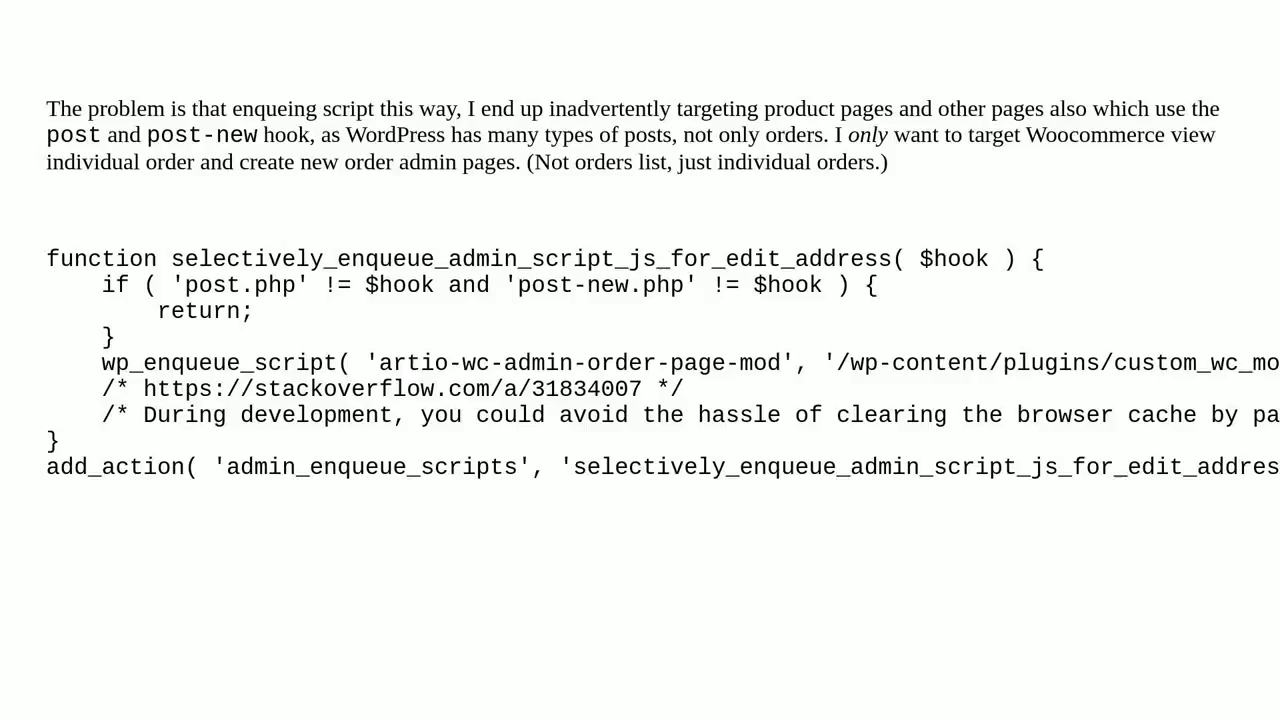 The problem is that enqueing script this way, I end up inadvertently targeting product pages and other pages also which use the
post and post-new hook, as WordPress has many types of posts, not only orders. I only want to target Woocommerce view
individual order and create new order admin pages. (Not orders list, just individual orders.)
function selectively_enqueue_admin_script_js_for_edit_address( $hook ) {
    if ( 'post.php' != $hook and 'post-new.php' != $hook ) {
        return;
    }
    wp_enqueue_script( 'artio-wc-admin-order-page-mod', '/wp-content/plugins/custom_wc_mo
    /* https://stackoverflow.com/a/31834007 */
    /* During development, you could avoid the hassle of clearing the browser cache by pa
}
add_action( 'admin_enqueue_scripts', 'selectively_enqueue_admin_script_js_for_edit_addres